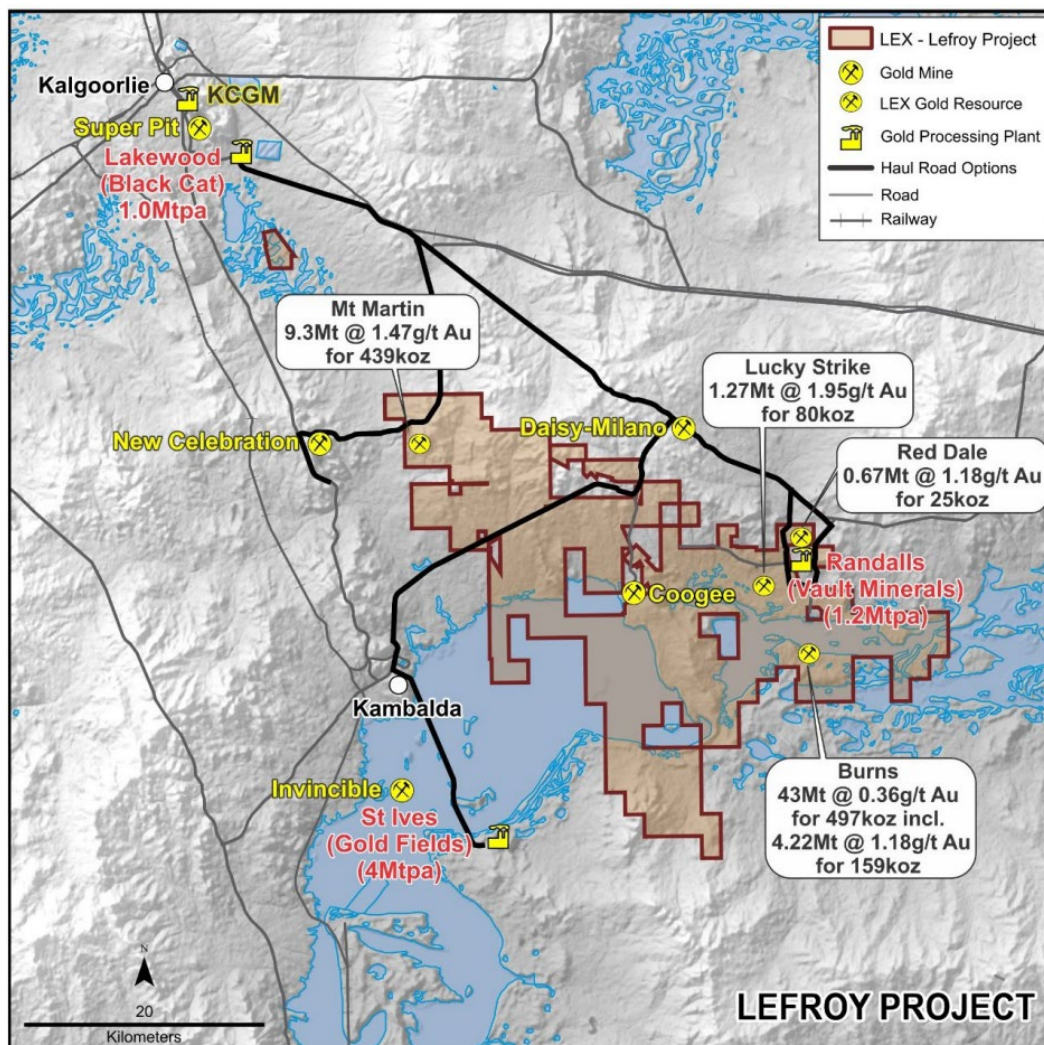 LEX - Lefroy Project
Gold Mine
LEX Gold Resource
Gold Processing Plant
Haul Road Options
Road
Railway
Kalgoorlie
KCGM
Super Pit
Lakewood
(Black Cat)
1.0Mtpa
Mt Martin
9.3Mt @ 1.47g/t Au
for 439koz
Lucky Strike
1.27Mt @ 1.95g/t Au
for 80koz
New Celebration
Daisy-Milano
Red Dale
0.67Mt @ 1.18g/t Au
for 25koz
Randalls
(Vault Minerals)
(1.2Mtpa)
Coogee
Kambalda
Invincible
St Ives
(Gold Fields)
(4Mtpa)
Burns
43Mt @ 0.36g/t Au
for 497koz incl.
4.22Mt @ 1.18g/t Au
for 159koz
N
20
Kilometers
LEFROY PROJECT